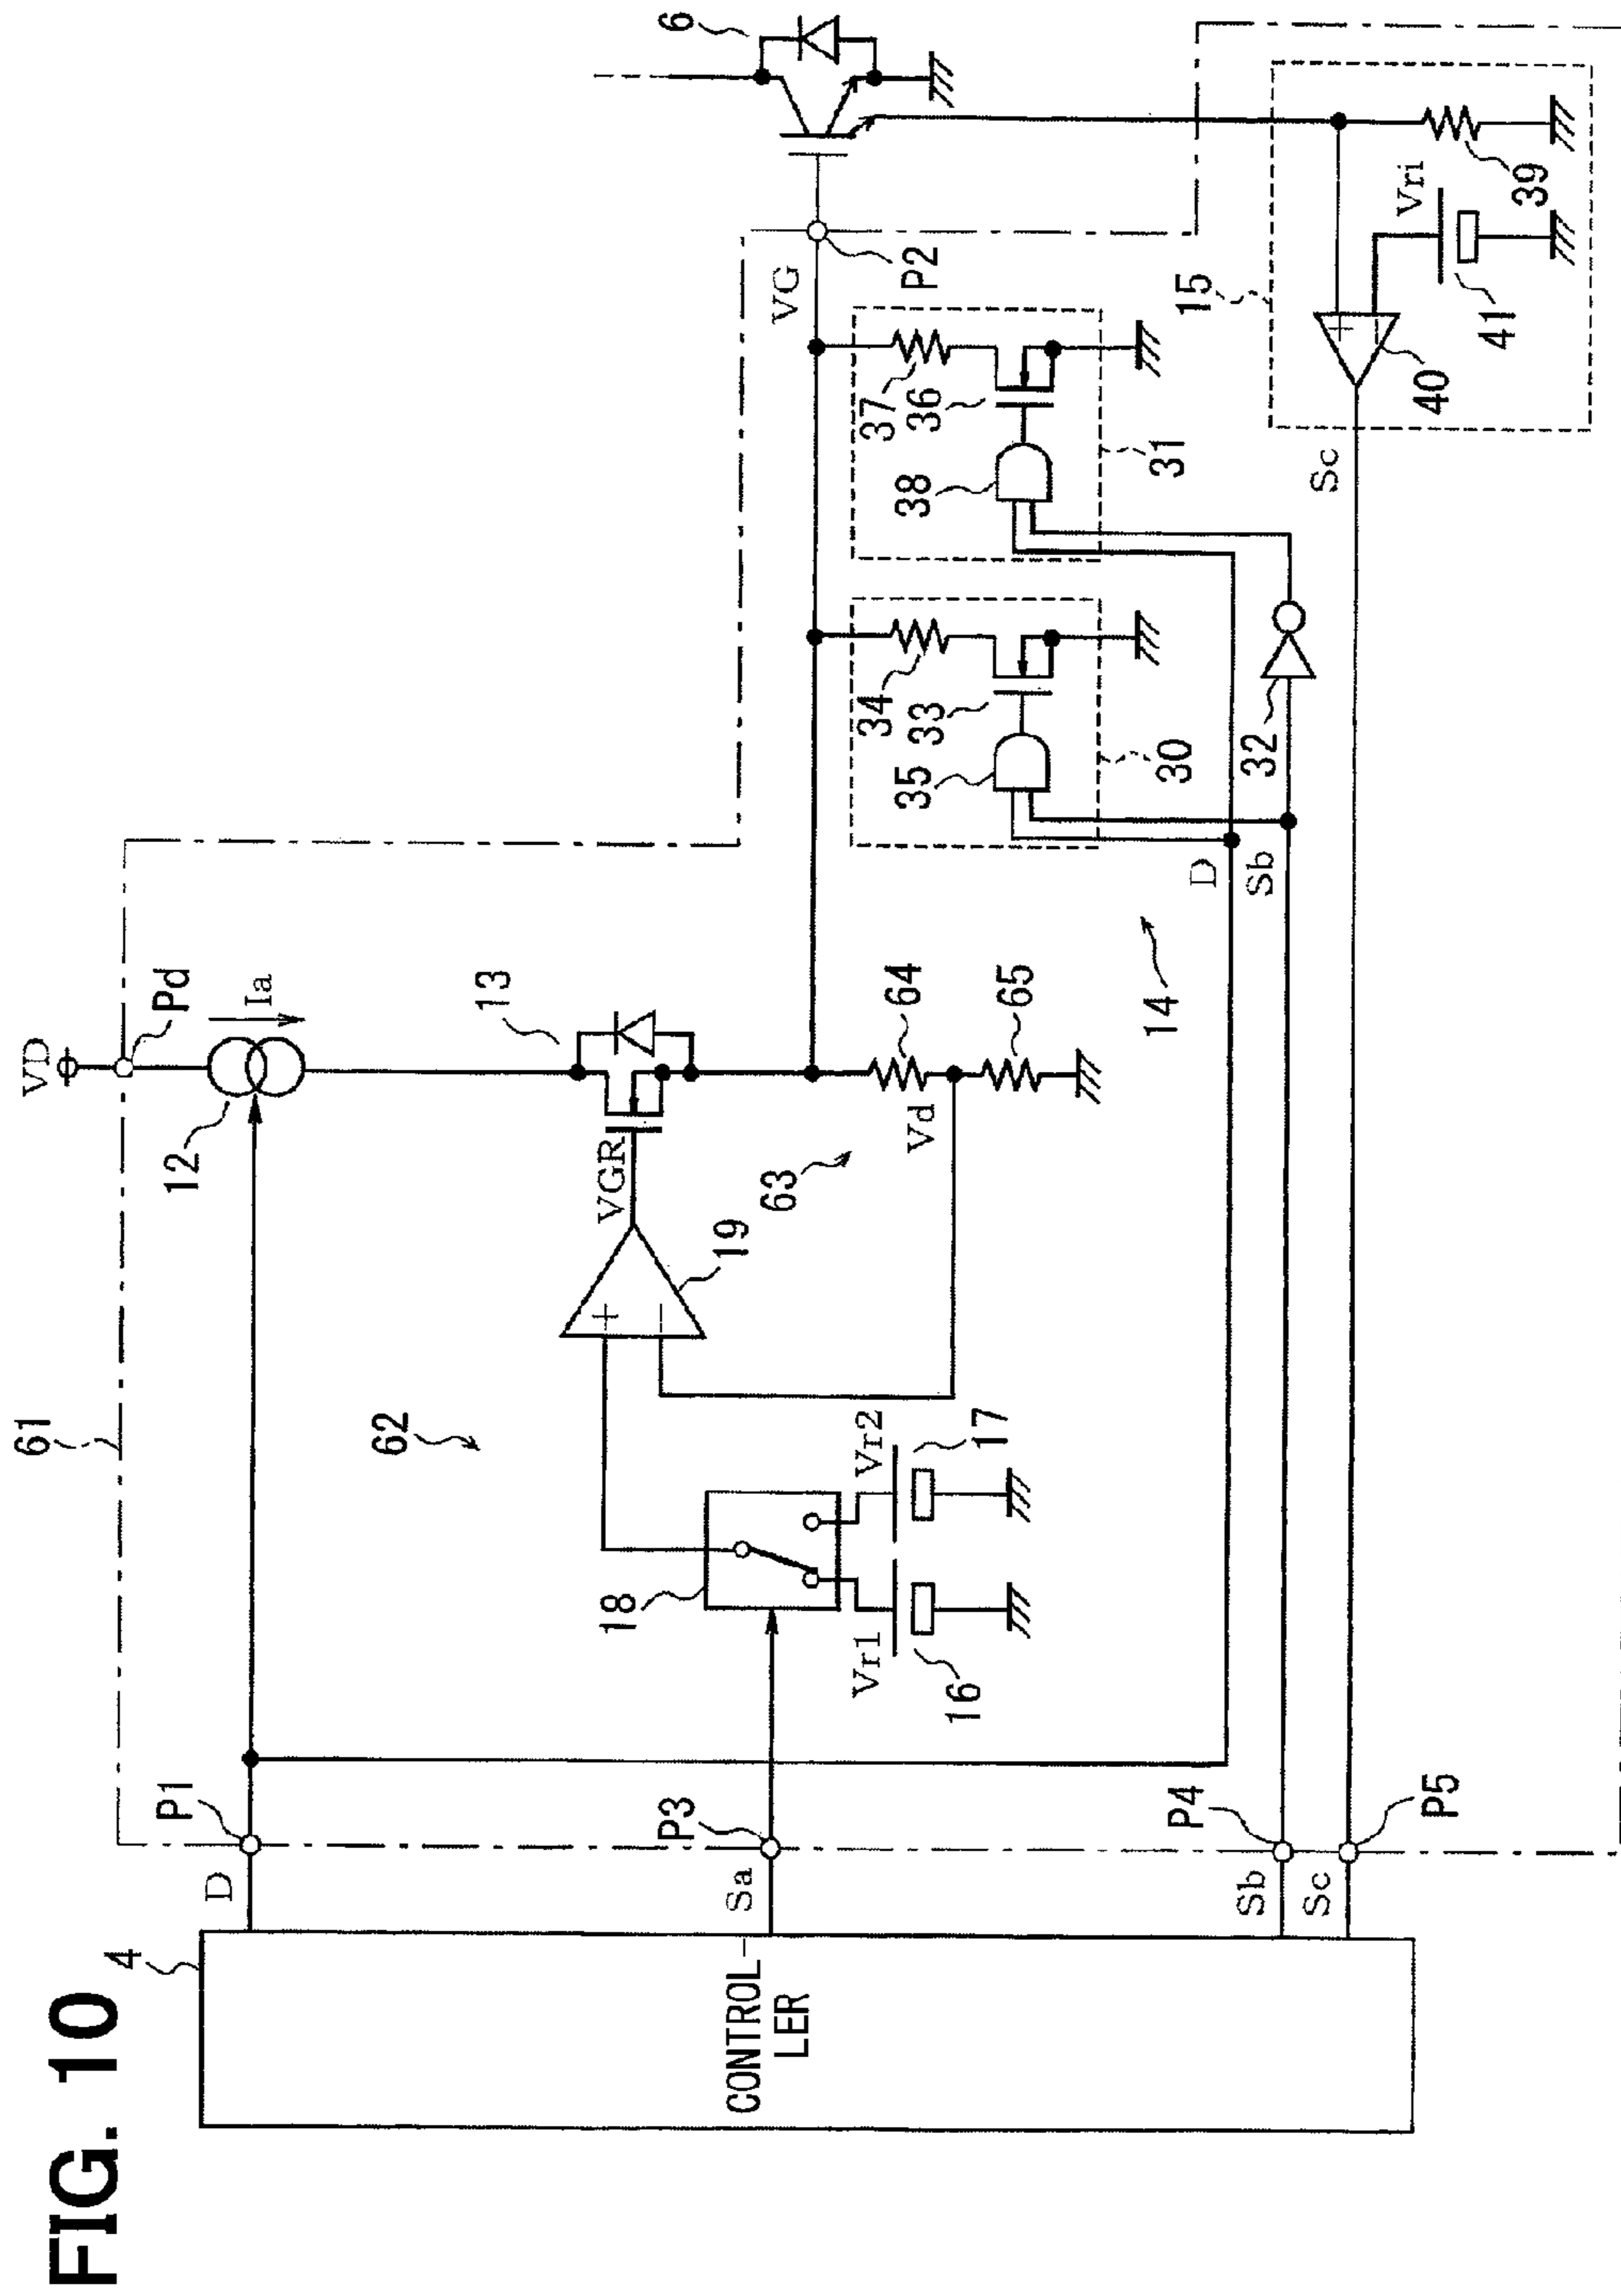 FIG. 10
61
VD
Pd
Ia
12
13
6
P1
D
4
62
VGR
19
63
64
Vd
65
VG
P2
18
Vr1
16
Vr2
17
P3
Sa
CONTROL-
LER
34
33
35
30
37
36
38
31
14
D
Sb
32
15
Vri
39
41
40
Sc
P4
Sb
P5
Sc